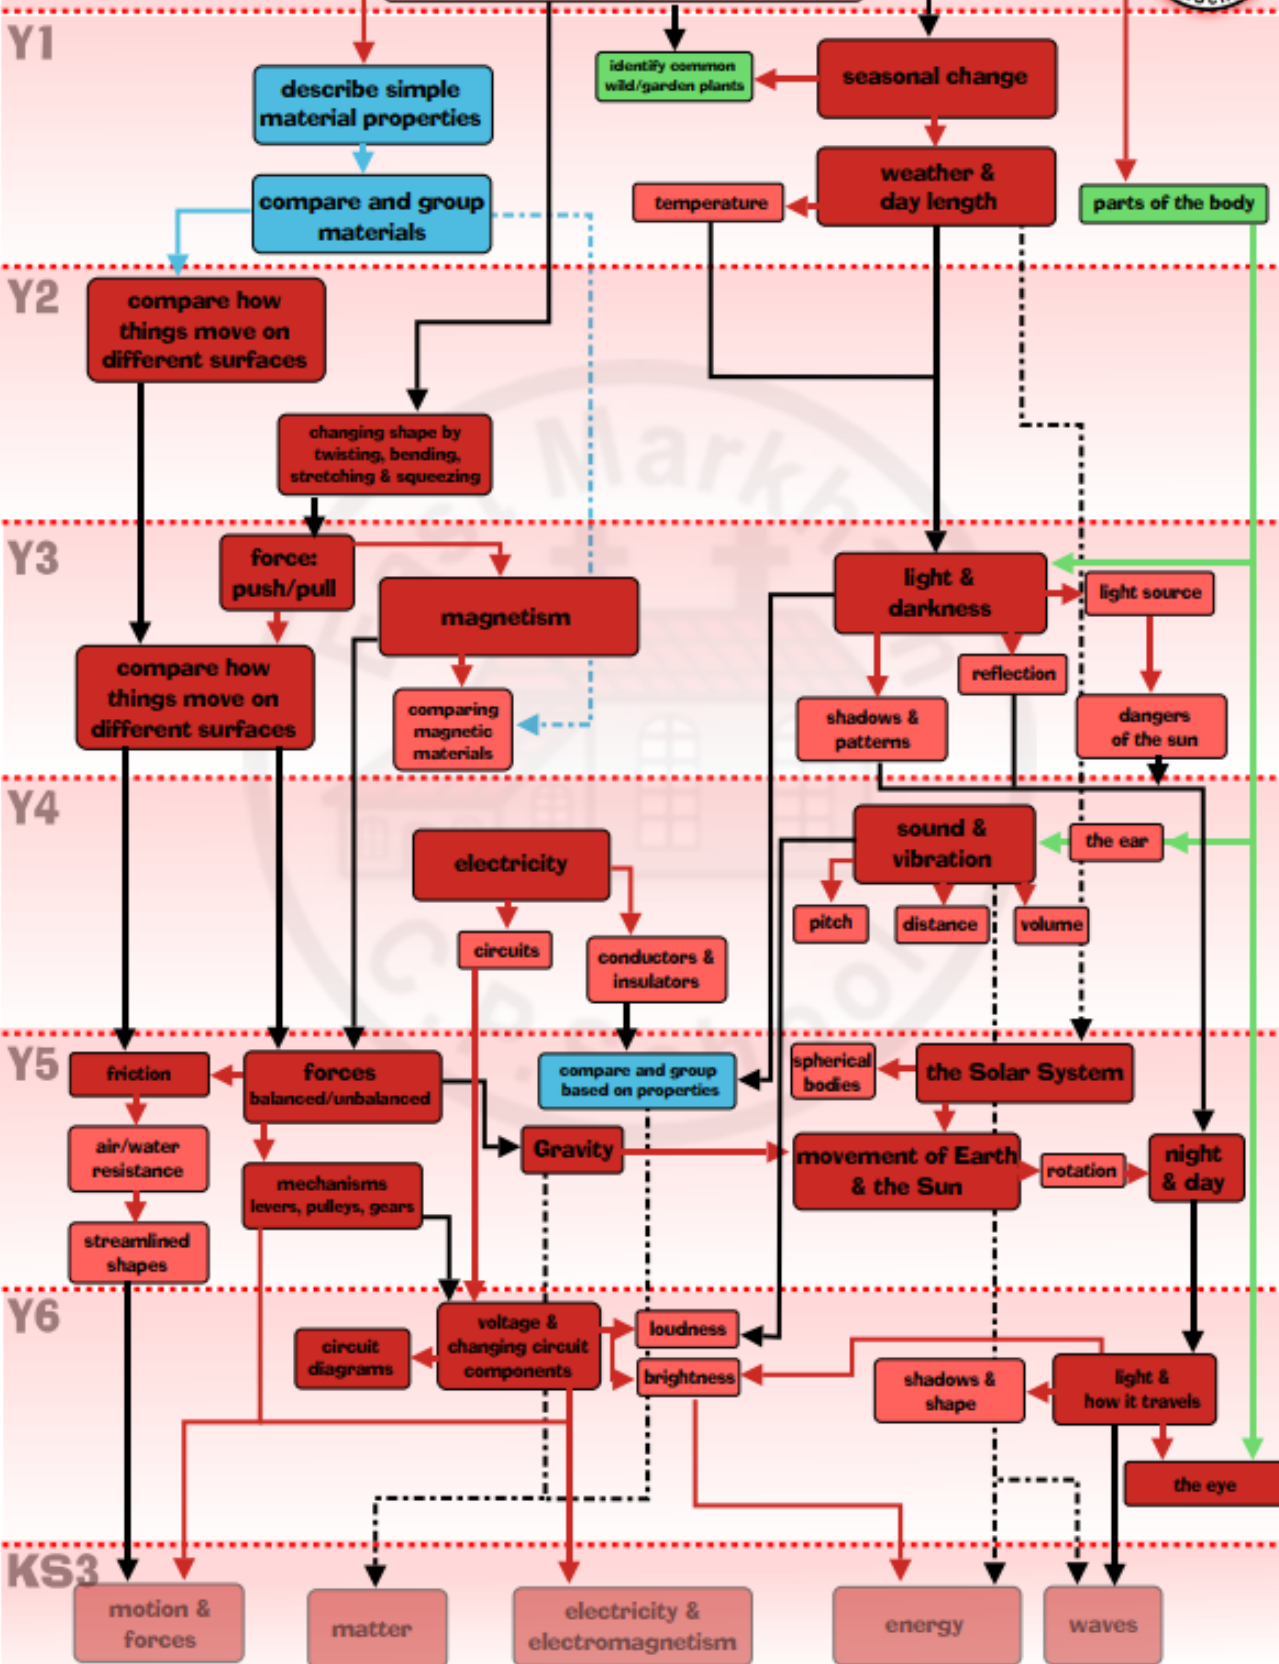 Y1
identify common
wild/garden plants
seasonal change
describe simple
material properties
weather &
day length
temperature
parts of the body
compare and group
materials
Y2
compare how
things move on
different surfaces
changing shape by
twisting, bending,
stretching & squeezing
East Markham
C.P. School
Y3
force:
push/pull
magnetism
light &
darkness
light source
compare how
things move on
different surfaces
reflection
comparing
magnetic
materials
shadows &
patterns
dangers
of the sun
Y4
sound &
vibration
the ear
electricity
pitch
distance
volume
circuits
conductors &
insulators
Y5
friction
forces
balanced/unbalanced
compare and group
based on properties
spherical
bodies
the Solar System
air/water
resistance
Gravity
movement of Earth
& the Sun
rotation
night
& day
mechanisms
levers, pulleys, gears
streamlined
shapes
Y6
voltage &
changing circuit
components
loudness
circuit
diagrams
brightness
shadows &
shape
light &
how it travels
the eye
KS3
motion &
forces
matter
electricity &
electromagnetism
energy
waves